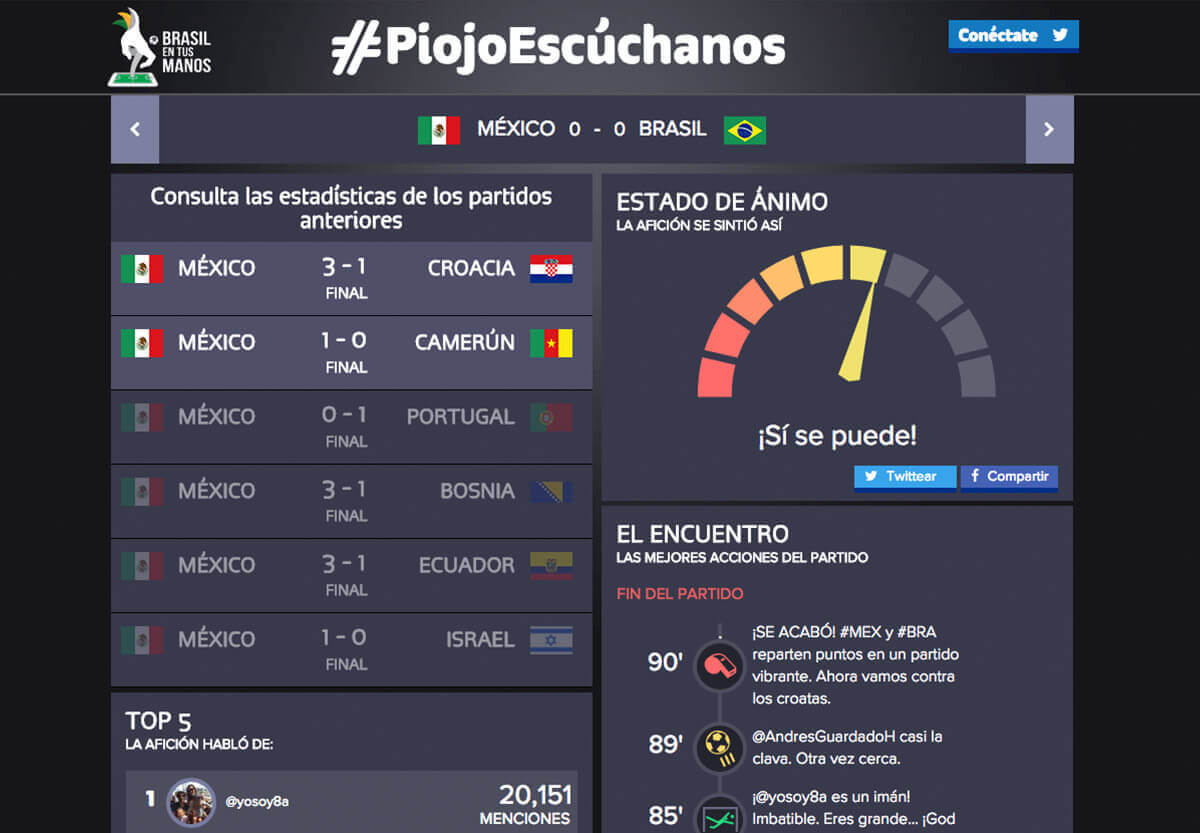 BRASIL
EN TUS
MANOS
#PiojoEscúchanos
Conéctate
MÉXICO 0 - 0 BRASIL
Consulta las estadísticas de los partidos
anteriores
MÉXICO 3 - 1 CROACIA
FINAL
MÉXICO 1 - 0 CAMERÚN
FINAL
MÉXICO 0 - 1 PORTUGAL
FINAL
MÉXICO 3 - 1 BOSNIA
FINAL
MÉXICO 3 - 1 ECUADOR
FINAL
MÉXICO 1 - 0 ISRAEL
FINAL
TOP 5
LA AFICIÓN HABLÓ DE:
1 @yosoy8a 20,151
MENCIONES
ESTADO DE ÁNIMO
LA AFICIÓN SE SINTIÓ ASÍ
¡Sí se puede!
Twittear Compartir
EL ENCUENTRO
LAS MEJORES ACCIONES DEL PARTIDO
FIN DEL PARTIDO
90'
¡SE ACABÓ! #MEX y #BRA
reparten puntos en un partido
vibrante. Ahora vamos contra
los croatas.
89'
@AndresGuardadoH casi la
clava. Otra vez cerca.
85'
¡@yosoy8a es un imán!
Imbatible. Eres grande... ¡God